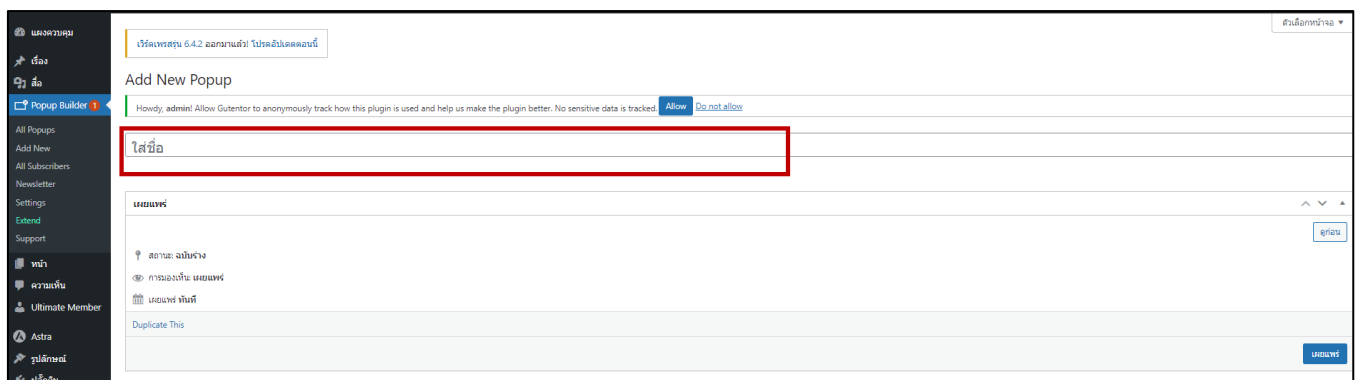 แผงควบคุม
เรื่อง
สื่อ
Popup Builder 1
All Popups
Add New
All Subscribers
Newsletter
Settings
Extend
Support
หน้า
ความเห็น
Ultimate Member
Astra
รูปลักษณ์
ปลั๊กอิน
ตัวเลือกหน้าจอ
เวิร์ดเพรสรุ่น 6.4.2 ออกมาแล้ว! โปรดอัปเดตตอนนี้
Add New Popup
Howdy, admin! Allow Gutentor to anonymously track how this plugin is used and help us make the plugin better. No sensitive data is tracked. Allow Do not allow
ใส่ชื่อ
เผยแพร่
ดูก่อน
สถานะ: ฉบับร่าง
การมองเห็น: เผยแพร่
เผยแพร่ ทันที
Duplicate This
เผยแพร่